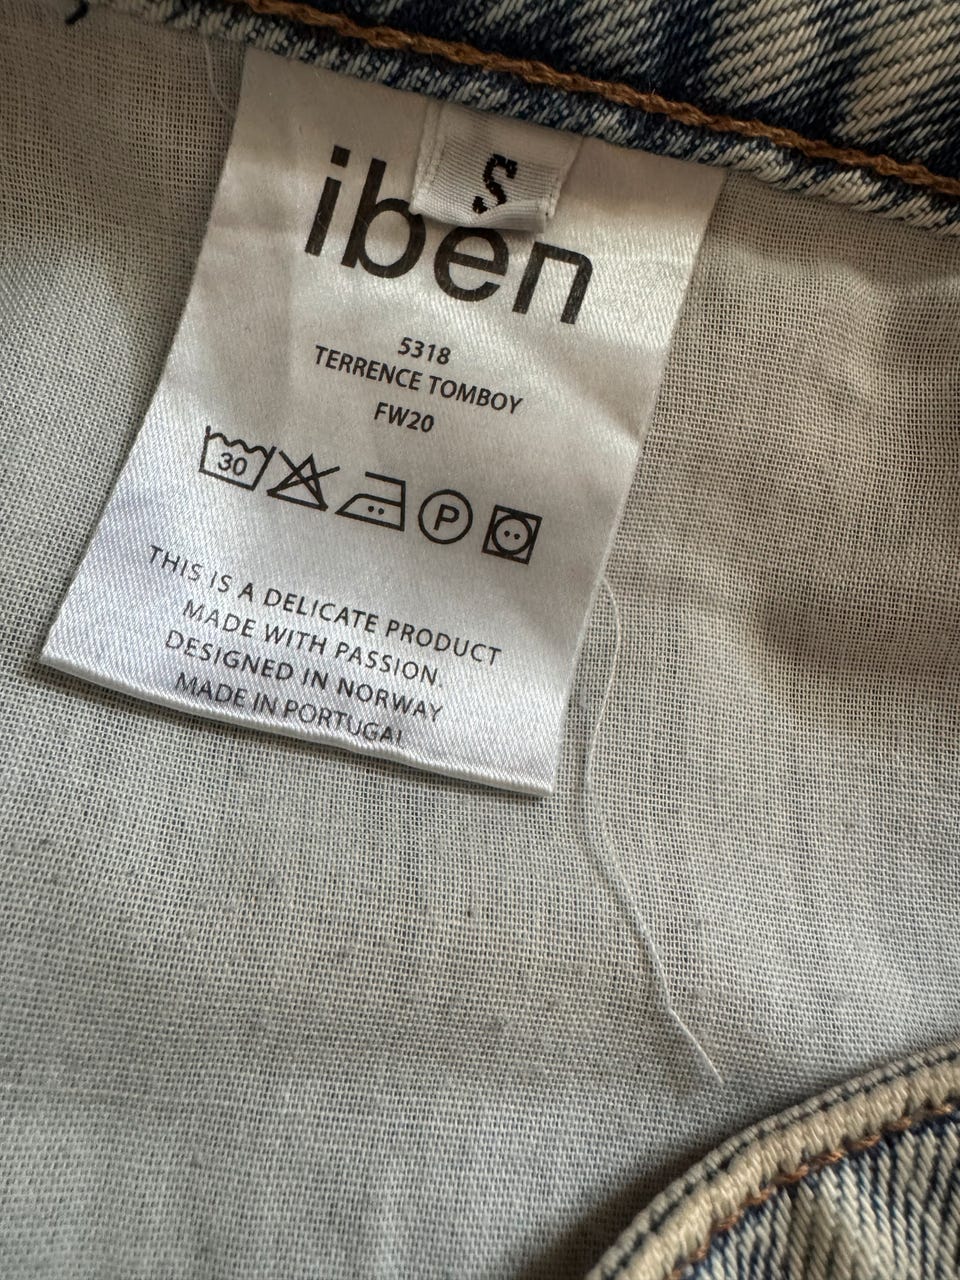 S
iben
5318
TERRENCE TOMBOY
FW20
30 P
THIS IS A DELICATE PRODUCT
MADE WITH PASSION.
DESIGNED IN NORWAY
MADE IN PORTUGAL